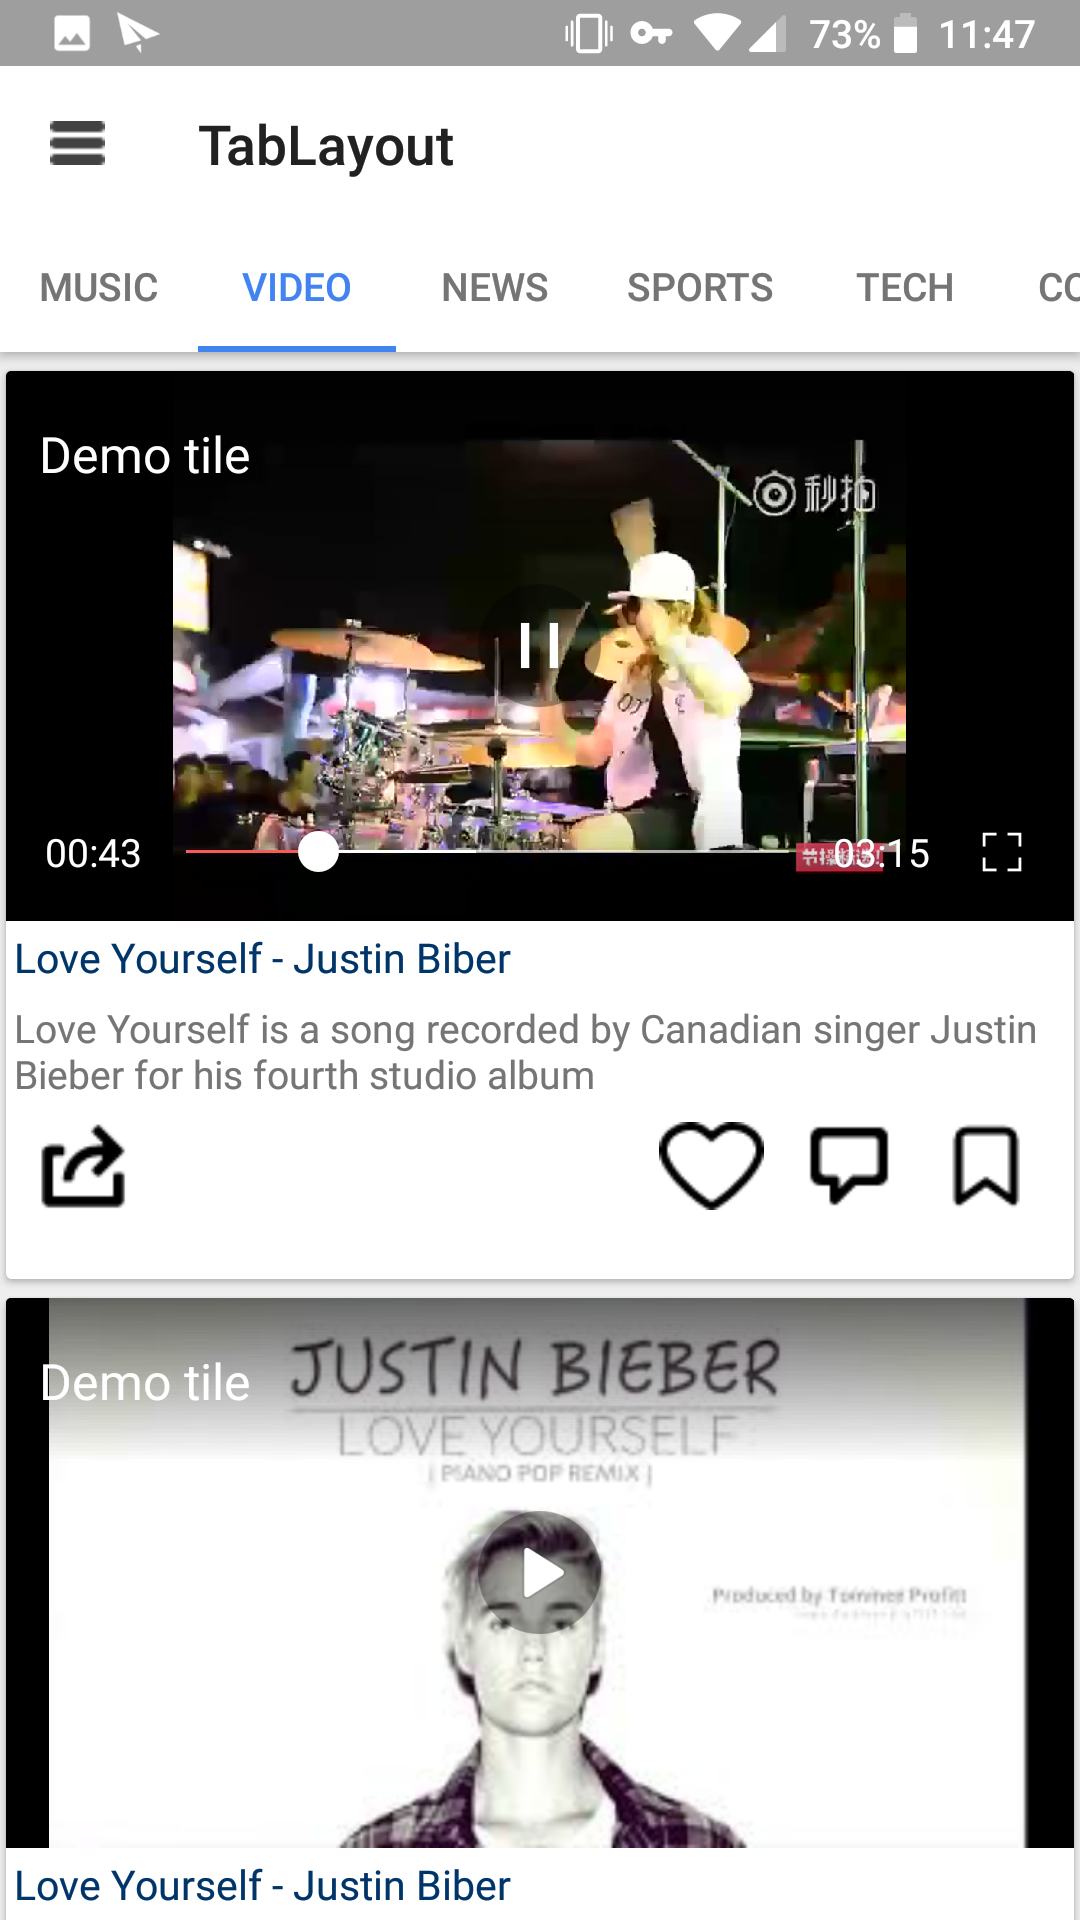 73% 11:47
TabLayout
MUSIC VIDEO NEWS SPORTS TECH CO
Demo tile
秒拍
00:43 03:15
Love Yourself - Justin Biber
Love Yourself is a song recorded by Canadian singer Justin
Bieber for his fourth studio album
JUSTIN BIEBER
Demo tile
LOVE YOURSELF
| PIANO POP REMIX |
Produced by Tommee Profitt
Love Yourself - Justin Biber